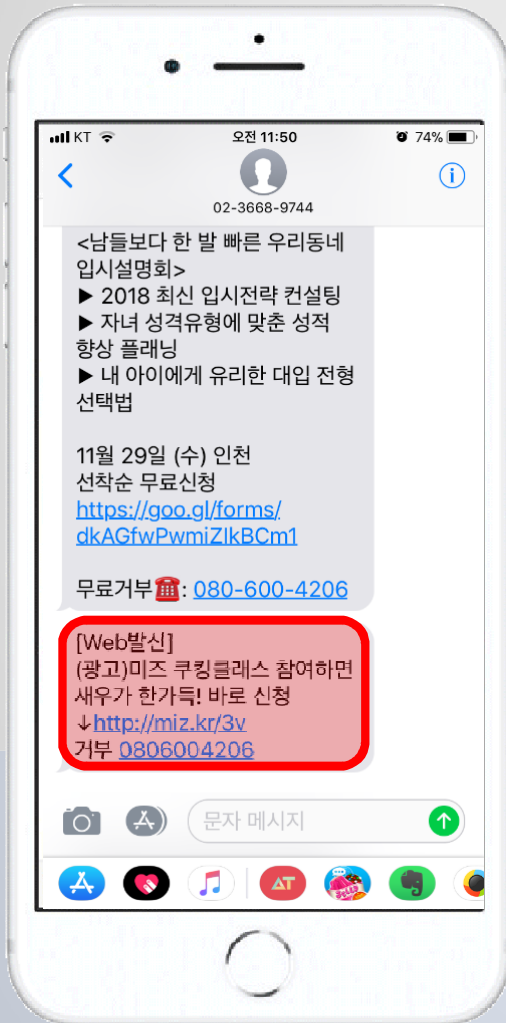 KT 오전 11:50 74%
02-3668-9744
<남들보다 한 발 빠른 우리동네
입시설명회>
▶ 2018 최신 입시전략 컨설팅
▶ 자녀 성격유형에 맞춘 성적
향상 플래닝
▶ 내 아이에게 유리한 대입 전형
선택법
11월 29일 (수) 인천
선착순 무료신청
https://goo.gl/forms/
dkAGfwPwmiZlkBCm1
무료거부☎: 080-600-4206
[Web발신]
(광고)미즈 쿠킹클래스 참여하면
새우가 한가득! 바로 신청
↓http://miz.kr/3v
거부 0806004206
문자 메시지